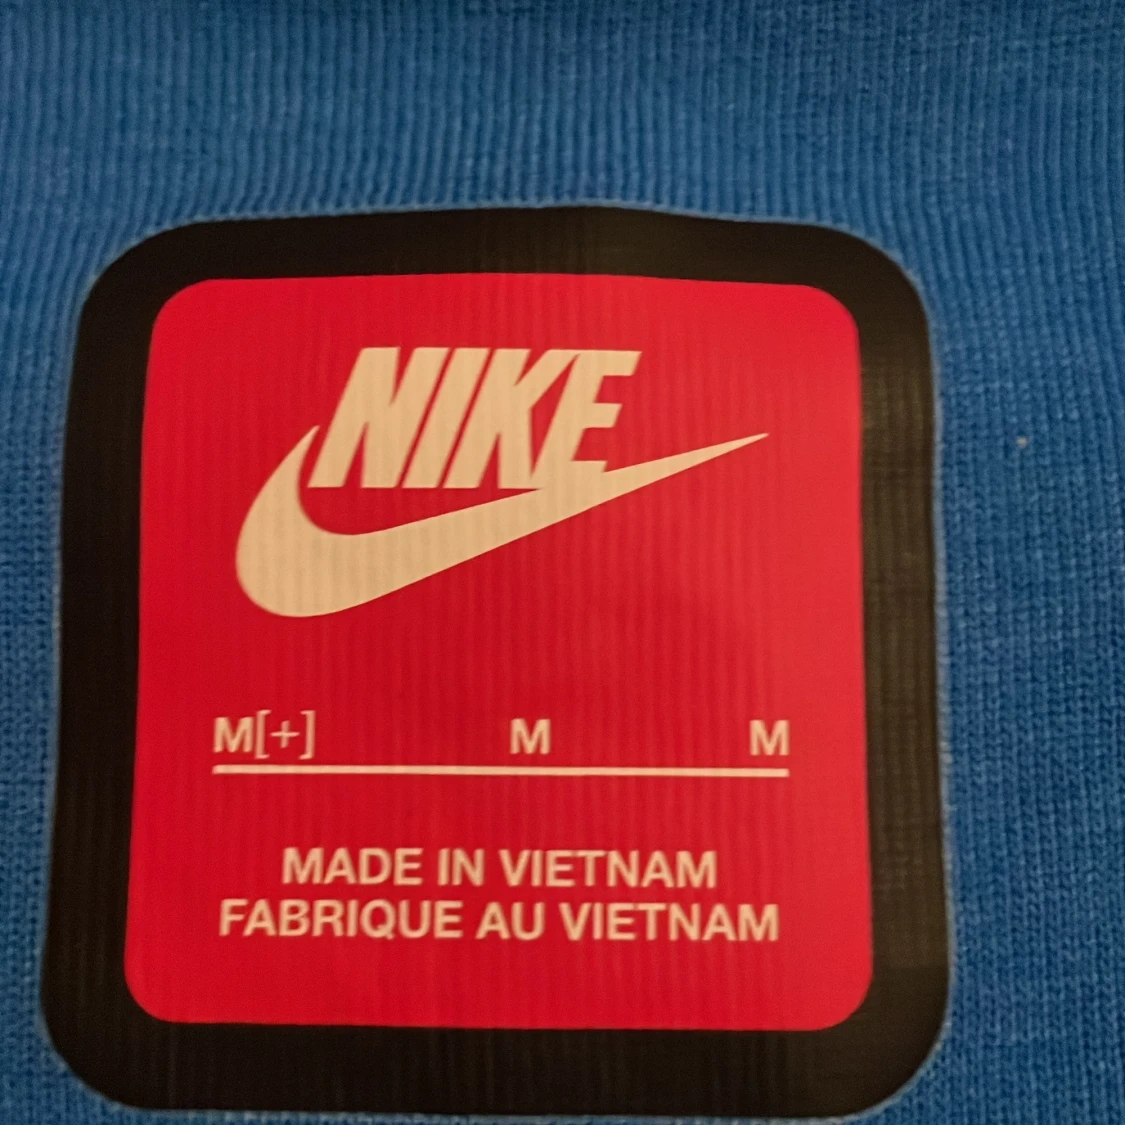 NIKE
M[+] M M
MADE IN VIETNAM
FABRIQUE AU VIETNAM